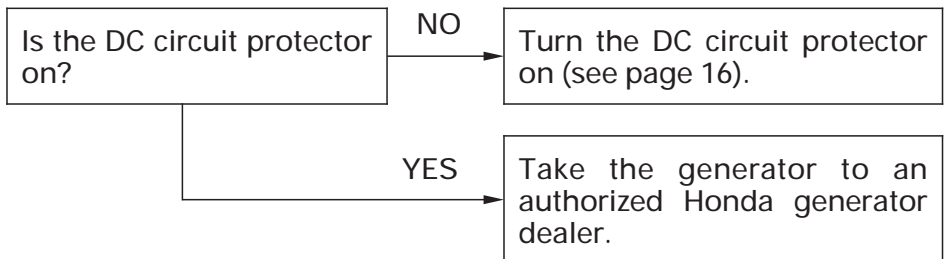 Is the DC circuit protector
on?
NO
Turn the DC circuit protector
on (see page 16).
YES
Take the generator to an
authorized Honda generator
dealer.